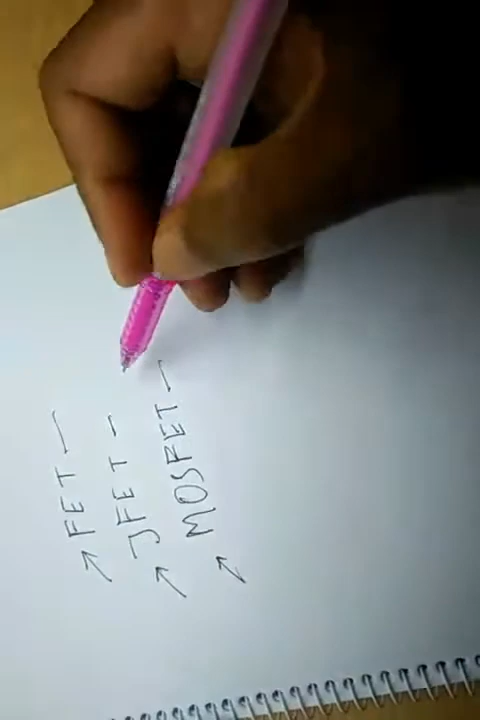 → FET —
→ JFET —
→ MOSFET —